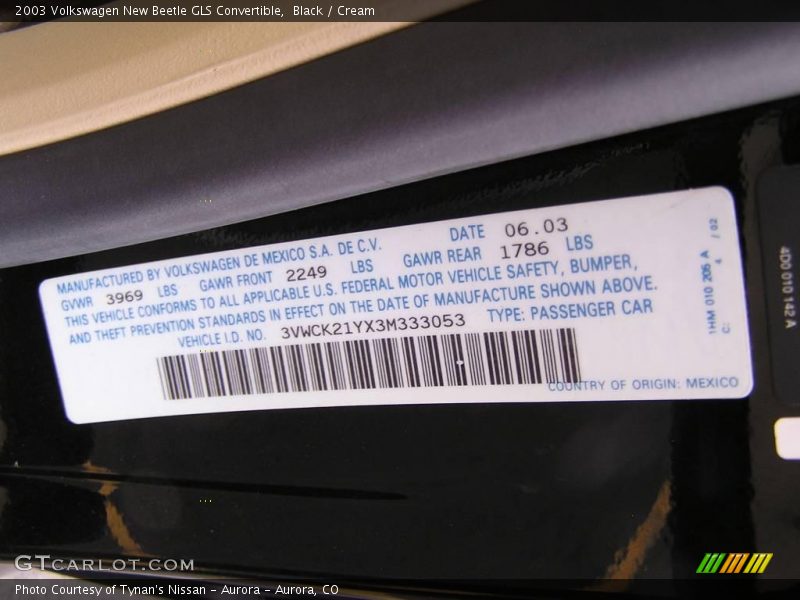 2003 Volkswagen New Beetle GLS Convertible,  Black / Cream
MANUFACTURED BY VOLKSWAGEN DE MEXICO S.A. DE C.V. DATE 06.03
GVWR 3969 LBS GAWR FRONT 2249 LBS GAWR REAR 1786 LBS
THIS VEHICLE CONFORMS TO ALL APPLICABLE U.S. FEDERAL MOTOR VEHICLE SAFETY, BUMPER,
AND THEFT PREVENTION STANDARDS IN EFFECT ON THE DATE OF MANUFACTURE SHOWN ABOVE.
VEHICLE I.D. NO. 3VWCK21YX3M333053 TYPE: PASSENGER CAR
COUNTRY OF ORIGIN: MEXICO
1HM 010 205 A
C: 4 / 02
4D0 010 142 A
GTCARLOT.COM
Photo Courtesy of Tynan's Nissan - Aurora - Aurora, CO